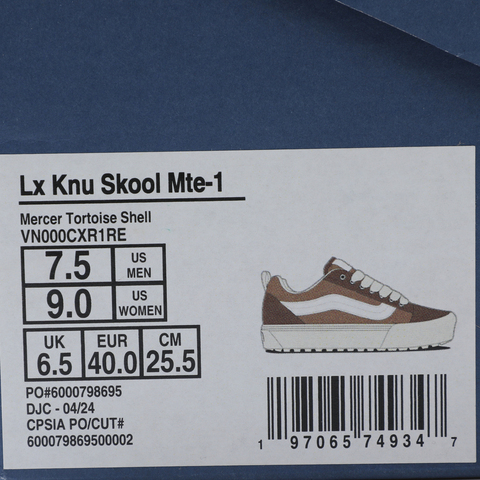 Lx Knu Skool Mte-1
Mercer Tortoise Shell
VN000CXR1RE
7.5 US MEN
9.0 US WOMEN
UK EUR CM
6.5 40.0 25.5
PO#6000798695
DJC - 04/24
CPSIA PO/CUT#
600079869500002
1 97065 74934 7